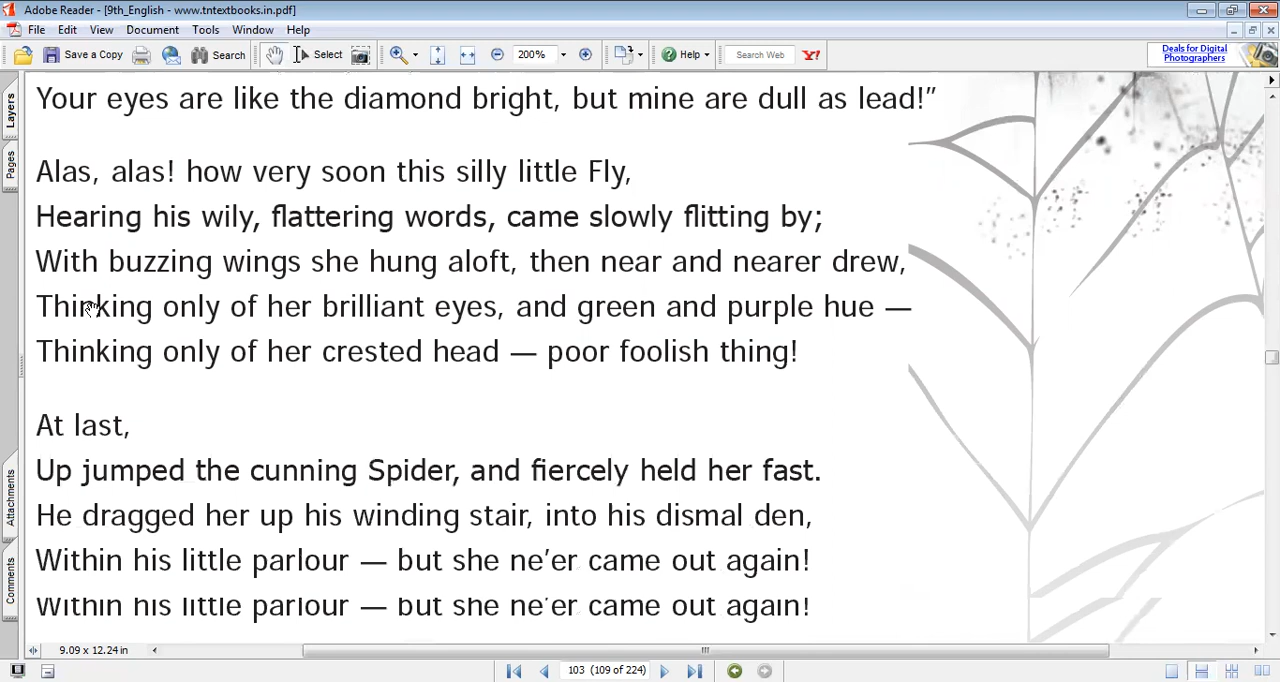 Adobe Reader - [9th_English - www.tntextbooks.in.pdf]
File Edit View Document Tools Window Help
Save a Copy Search Select 200% Help Search Web Y! Deals for Digital Photographers
Layers
Pages
Attachments
Comments
Your eyes are like the diamond bright, but mine are dull as lead!”
Alas, alas! how very soon this silly little Fly,
Hearing his wily, flattering words, came slowly flitting by;
With buzzing wings she hung aloft, then near and nearer drew,
Thinking only of her brilliant eyes, and green and purple hue —
Thinking only of her crested head — poor foolish thing!
At last,
Up jumped the cunning Spider, and fiercely held her fast.
He dragged her up his winding stair, into his dismal den,
Within his little parlour — but she ne’er came out again!
Within his little parlour — but she ne’er came out again!
9.09 x 12.24 in
103 (109 of 224)